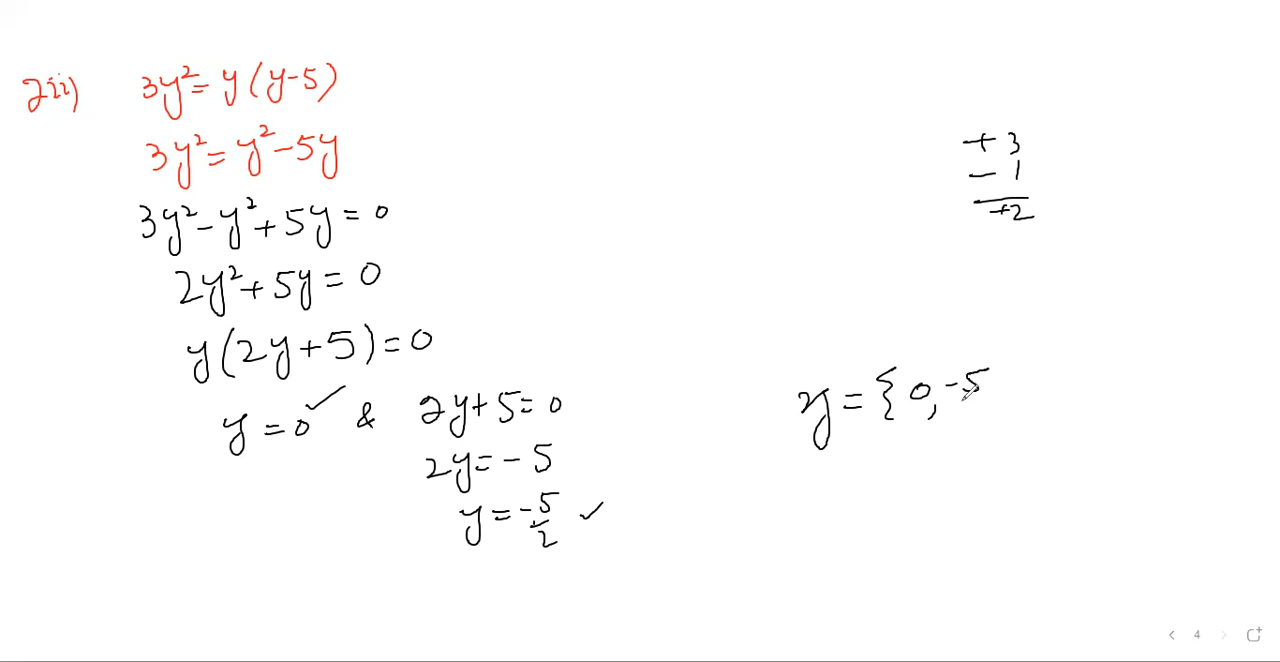 2ii) 3y² = y(y-5)
3y² = y² - 5y
3y² - y² + 5y = 0
2y² + 5y = 0
y(2y+5) = 0
y = 0 ✓ & 2y+5 = 0
2y = -5
y = -5/2 ✓
+3
-1
+2
y = { 0, -5
< 4 >